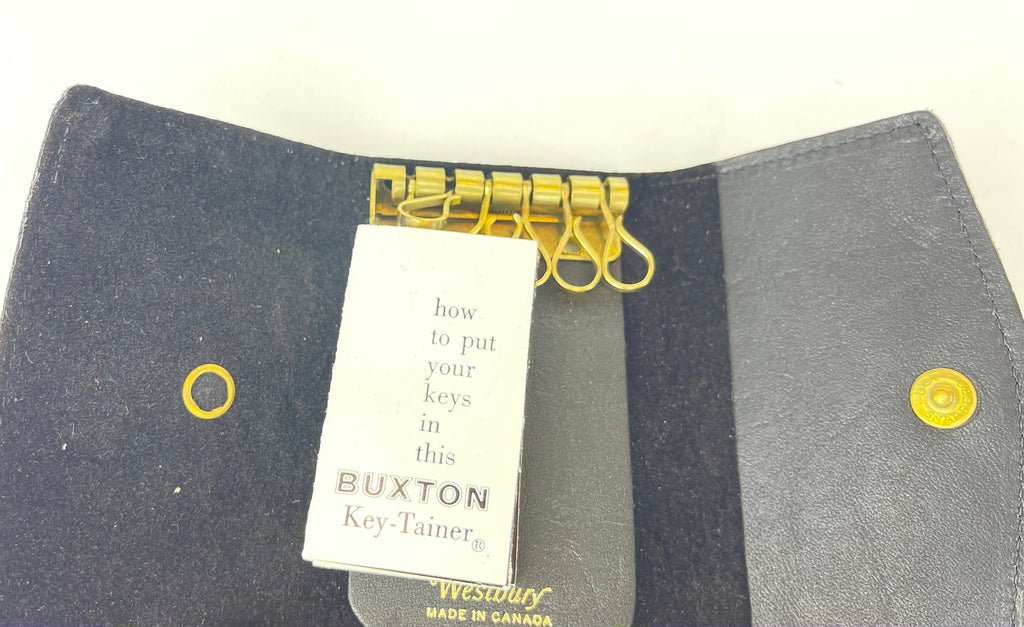 how
to put
your
keys
in
this
BUXTON
Key-Tainer®
Westbury
MADE IN CANADA